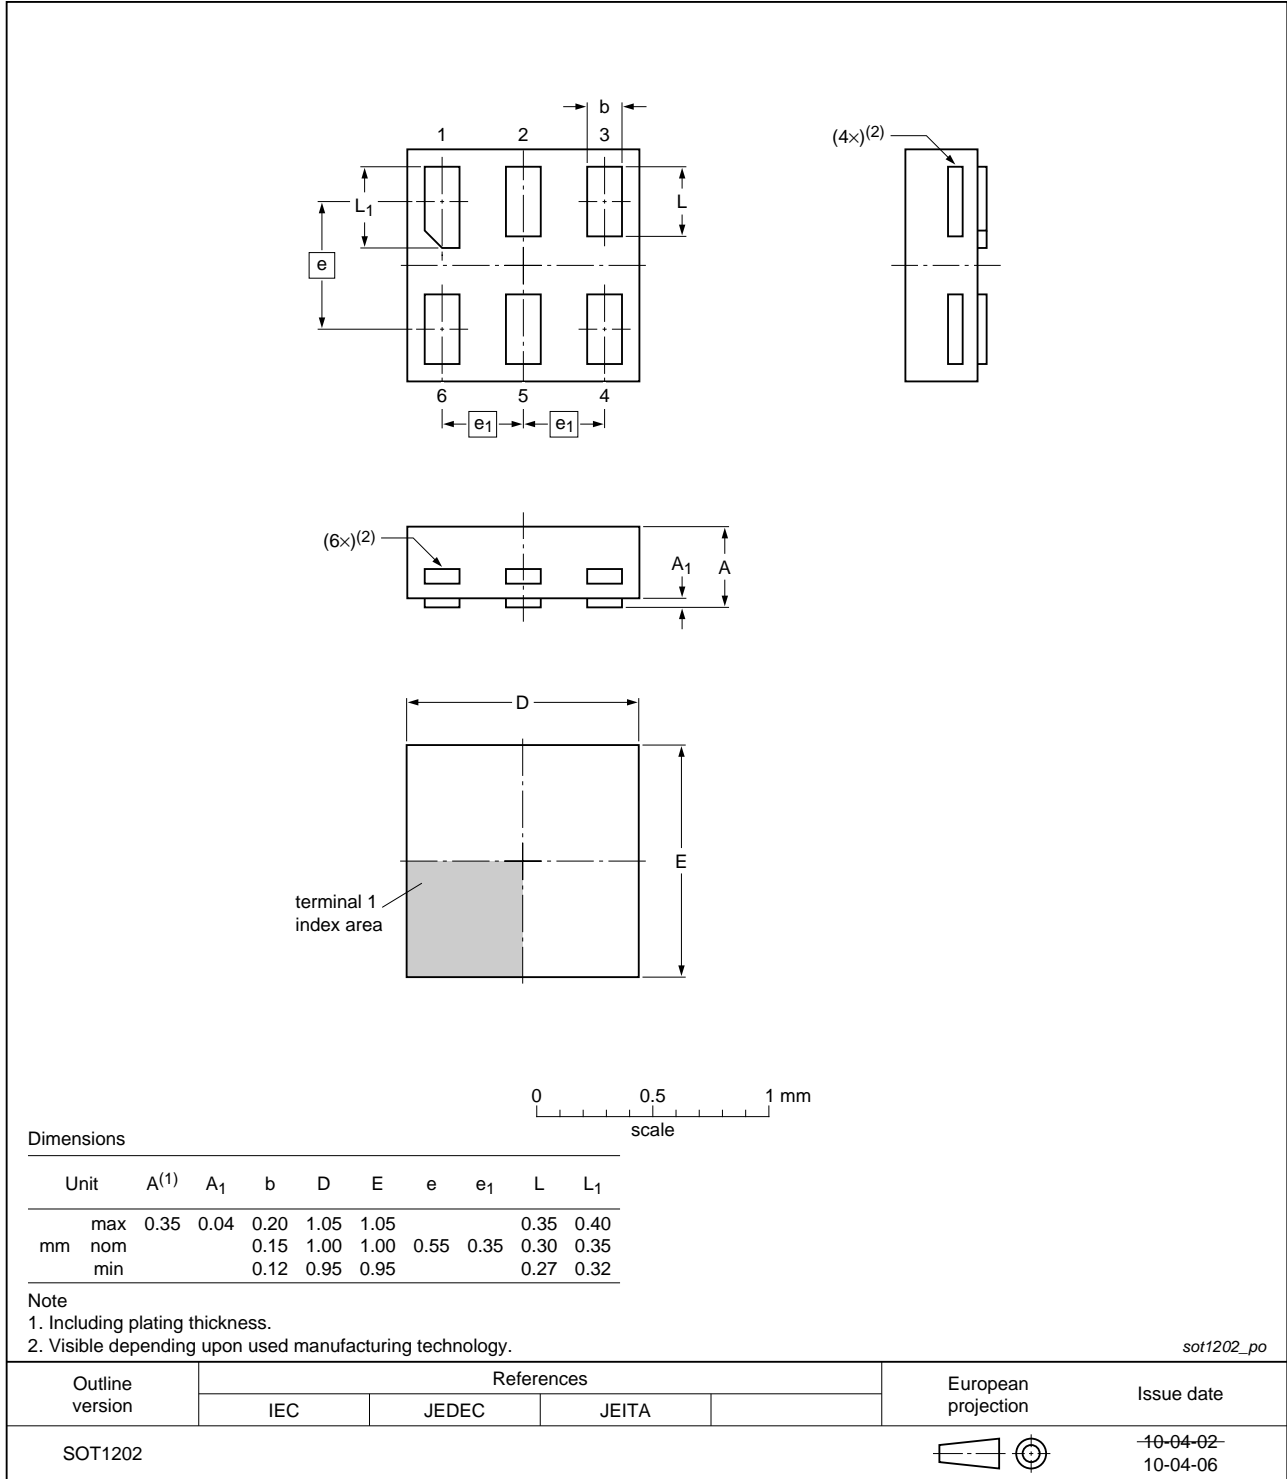 b
1 2 3
(4×)(2)
L1
L
e
6 5 4
e1 e1
(6×)(2)
A1 A
D
E
terminal 1
index area
0 0.5 1 mm
scale
Dimensions
Unit A(1) A1 b D E e e1 L L1
max 0.35 0.04 0.20 1.05 1.05 0.35 0.40
mm nom 0.15 1.00 1.00 0.55 0.35 0.30 0.35
min 0.12 0.95 0.95 0.27 0.32
Note
1. Including plating thickness.
2. Visible depending upon used manufacturing technology.
sot1202_po
Outline
version
References
IEC JEDEC JEITA
European
projection
Issue date
SOT1202
10-04-02
10-04-06